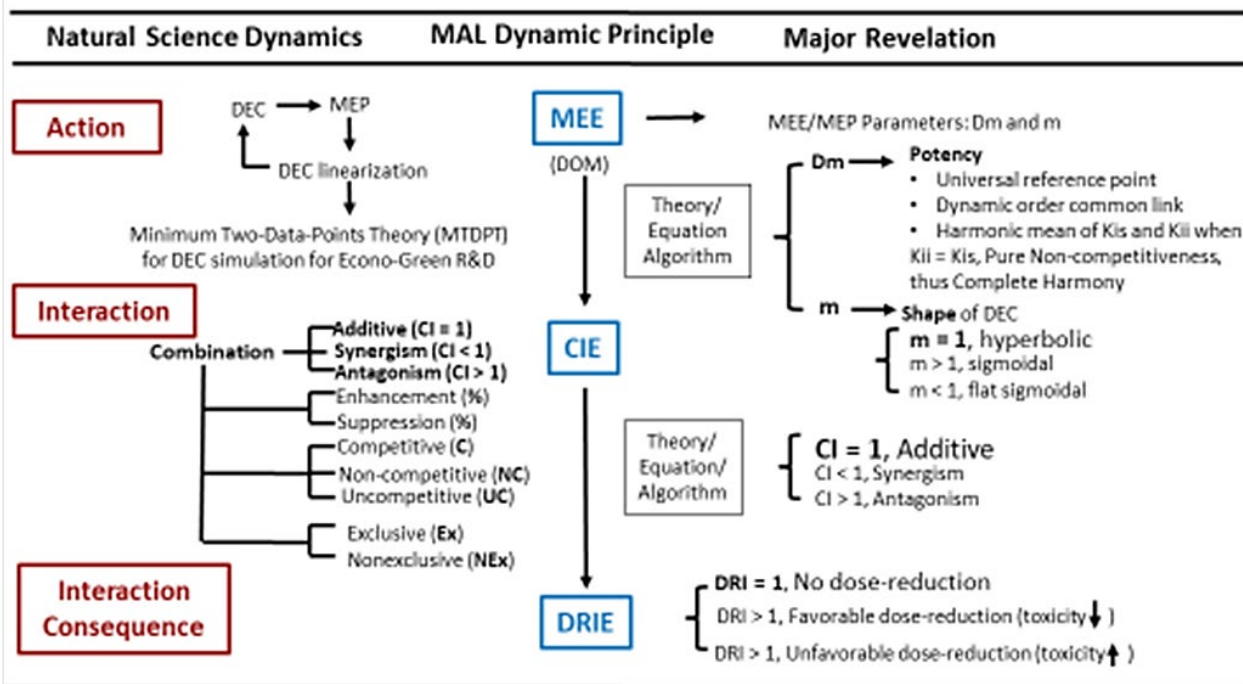 Natural Science Dynamics
MAL Dynamic Principle
Major Revelation
Action
DEC
MEP
DEC linearization
Minimum Two-Data-Points Theory (MTDPT)
for DEC simulation for Econo-Green R&D
MEE
(DOM)
Theory/
Equation
Algorithm
MEE/MEP Parameters: Dm and m
Dm
Potency
• Universal reference point
• Dynamic order common link
• Harmonic mean of Kis and Kii when
Kii = Kis, Pure Non-competitiveness,
thus Complete Harmony
m
Shape of DEC
m = 1, hyperbolic
m > 1, sigmoidal
m < 1, flat sigmoidal
Interaction
Combination
Additive (CI = 1)
Synergism (CI < 1)
Antagonism (CI > 1)
Enhancement (%)
Suppression (%)
Competitive (C)
Non-competitive (NC)
Uncompetitive (UC)
Exclusive (Ex)
Nonexclusive (NEx)
CIE
Theory/
Equation/
Algorithm
CI = 1, Additive
CI < 1, Synergism
CI > 1, Antagonism
Interaction
Consequence
DRIE
DRI = 1, No dose-reduction
DRI > 1, Favorable dose-reduction (toxicity↓ )
DRI > 1, Unfavorable dose-reduction (toxicity↑ )